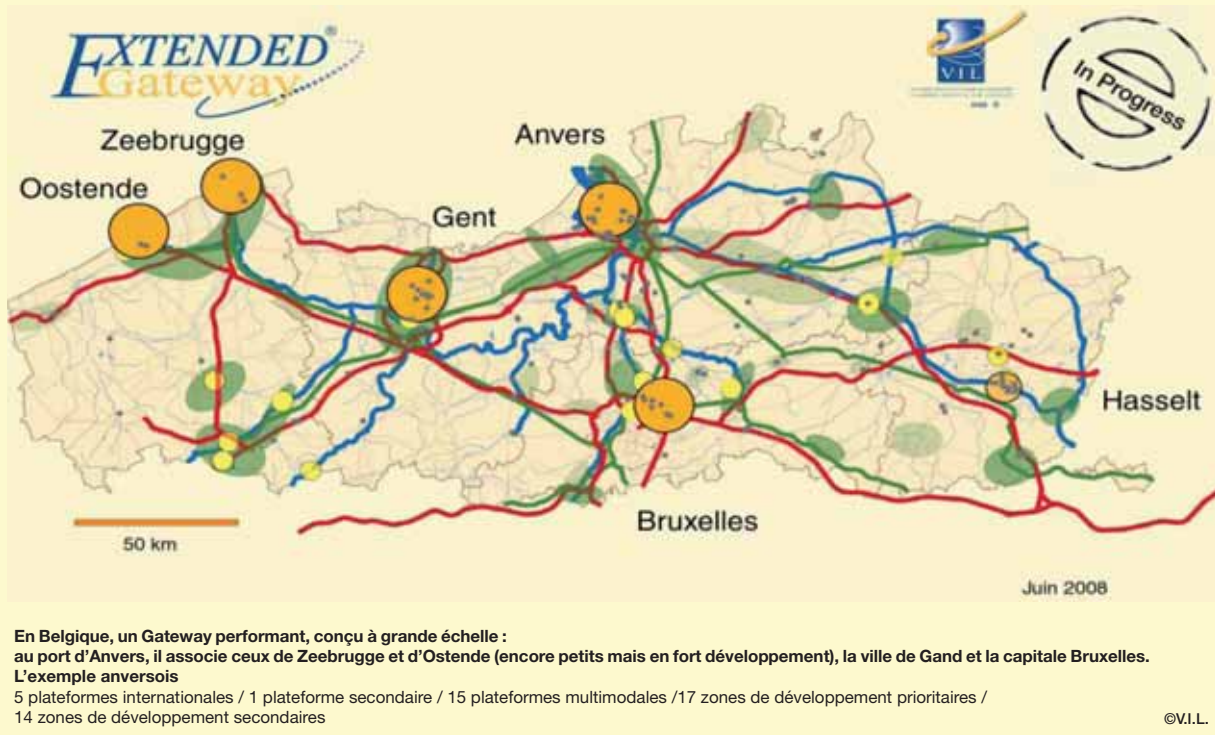 EXTENDED®
Gateway
VIL
In Progress
Zeebrugge
Anvers
Oostende
Gent
Hasselt
Bruxelles
50 km
Juin 2008
En Belgique, un Gateway performant, conçu à grande échelle :
au port d’Anvers, il associe ceux de Zeebrugge et d’Ostende (encore petits mais en fort développement), la ville de Gand et la capitale Bruxelles.
L’exemple anversois
5 plateformes internationales / 1 plateforme secondaire / 15 plateformes multimodales /17 zones de développement prioritaires /
14 zones de développement secondaires
©V.I.L.